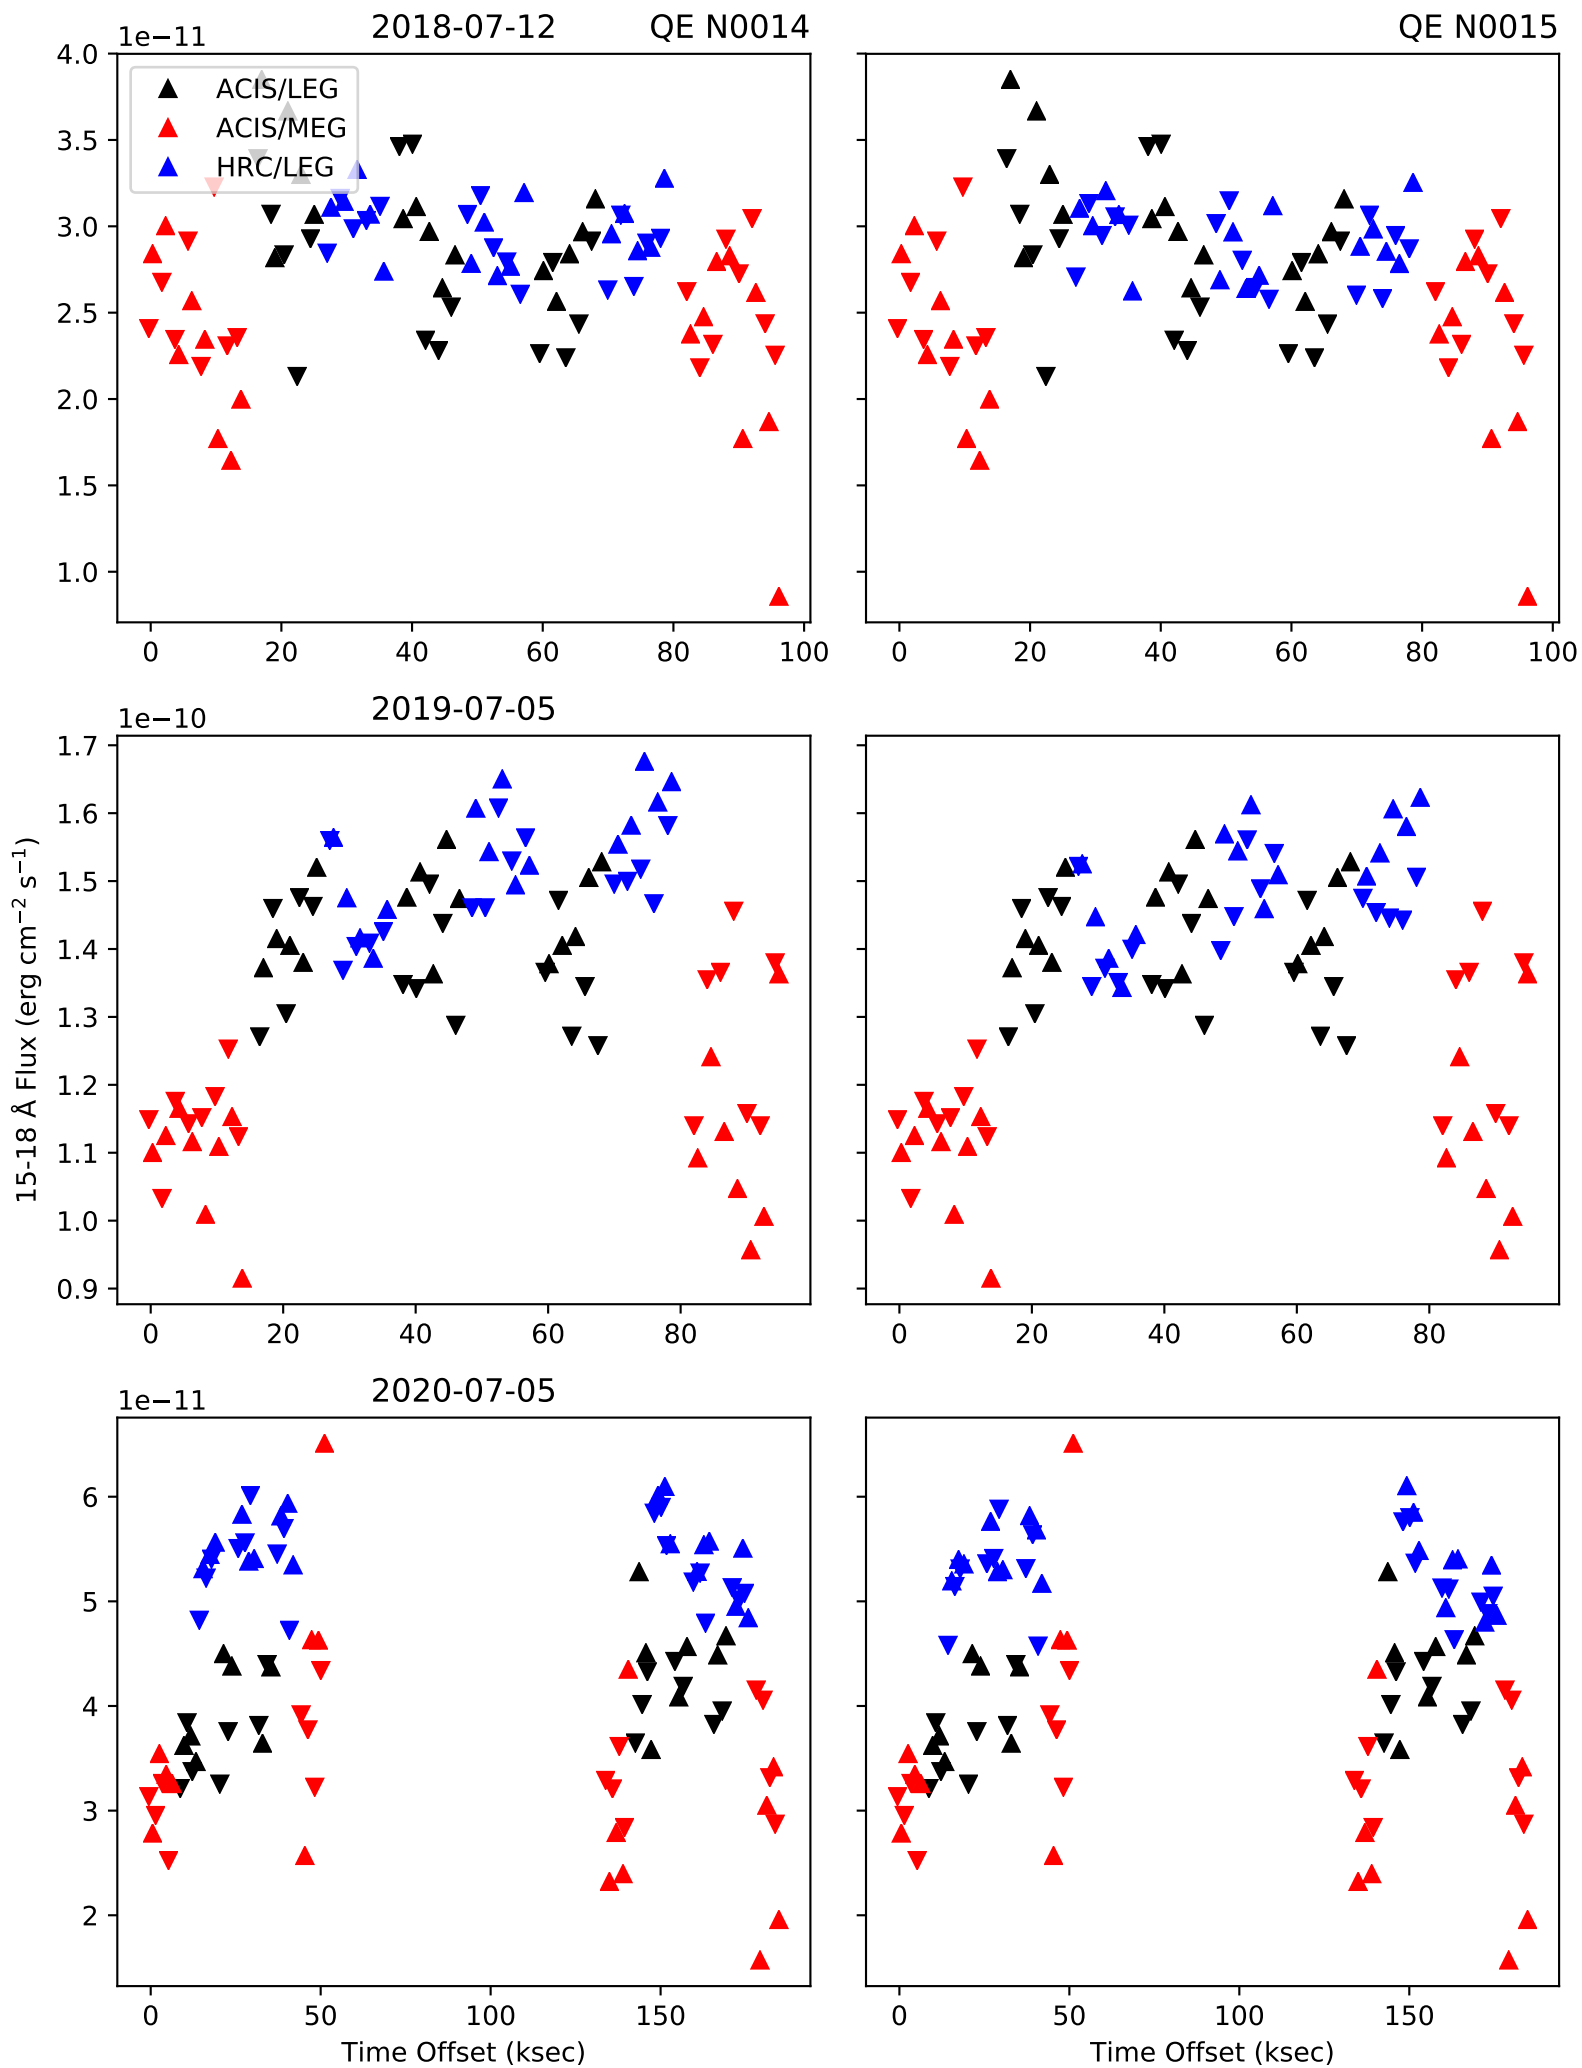 1e−11 2018-07-12 QE N0014 QE N0015
4.0
3.5
3.0
2.5
2.0
1.5
1.0
ACIS/LEG
ACIS/MEG
HRC/LEG
0 20 40 60 80 100 0 20 40 60 80 100
1e−10 2019-07-05
1.7
1.6
1.5
1.4
1.3
1.2
1.1
1.0
0.9
15-18 Å Flux (erg cm⁻² s⁻¹)
0 20 40 60 80 0 20 40 60 80
1e−11 2020-07-05
6
5
4
3
2
0 50 100 150 0 50 100 150
Time Offset (ksec) Time Offset (ksec)